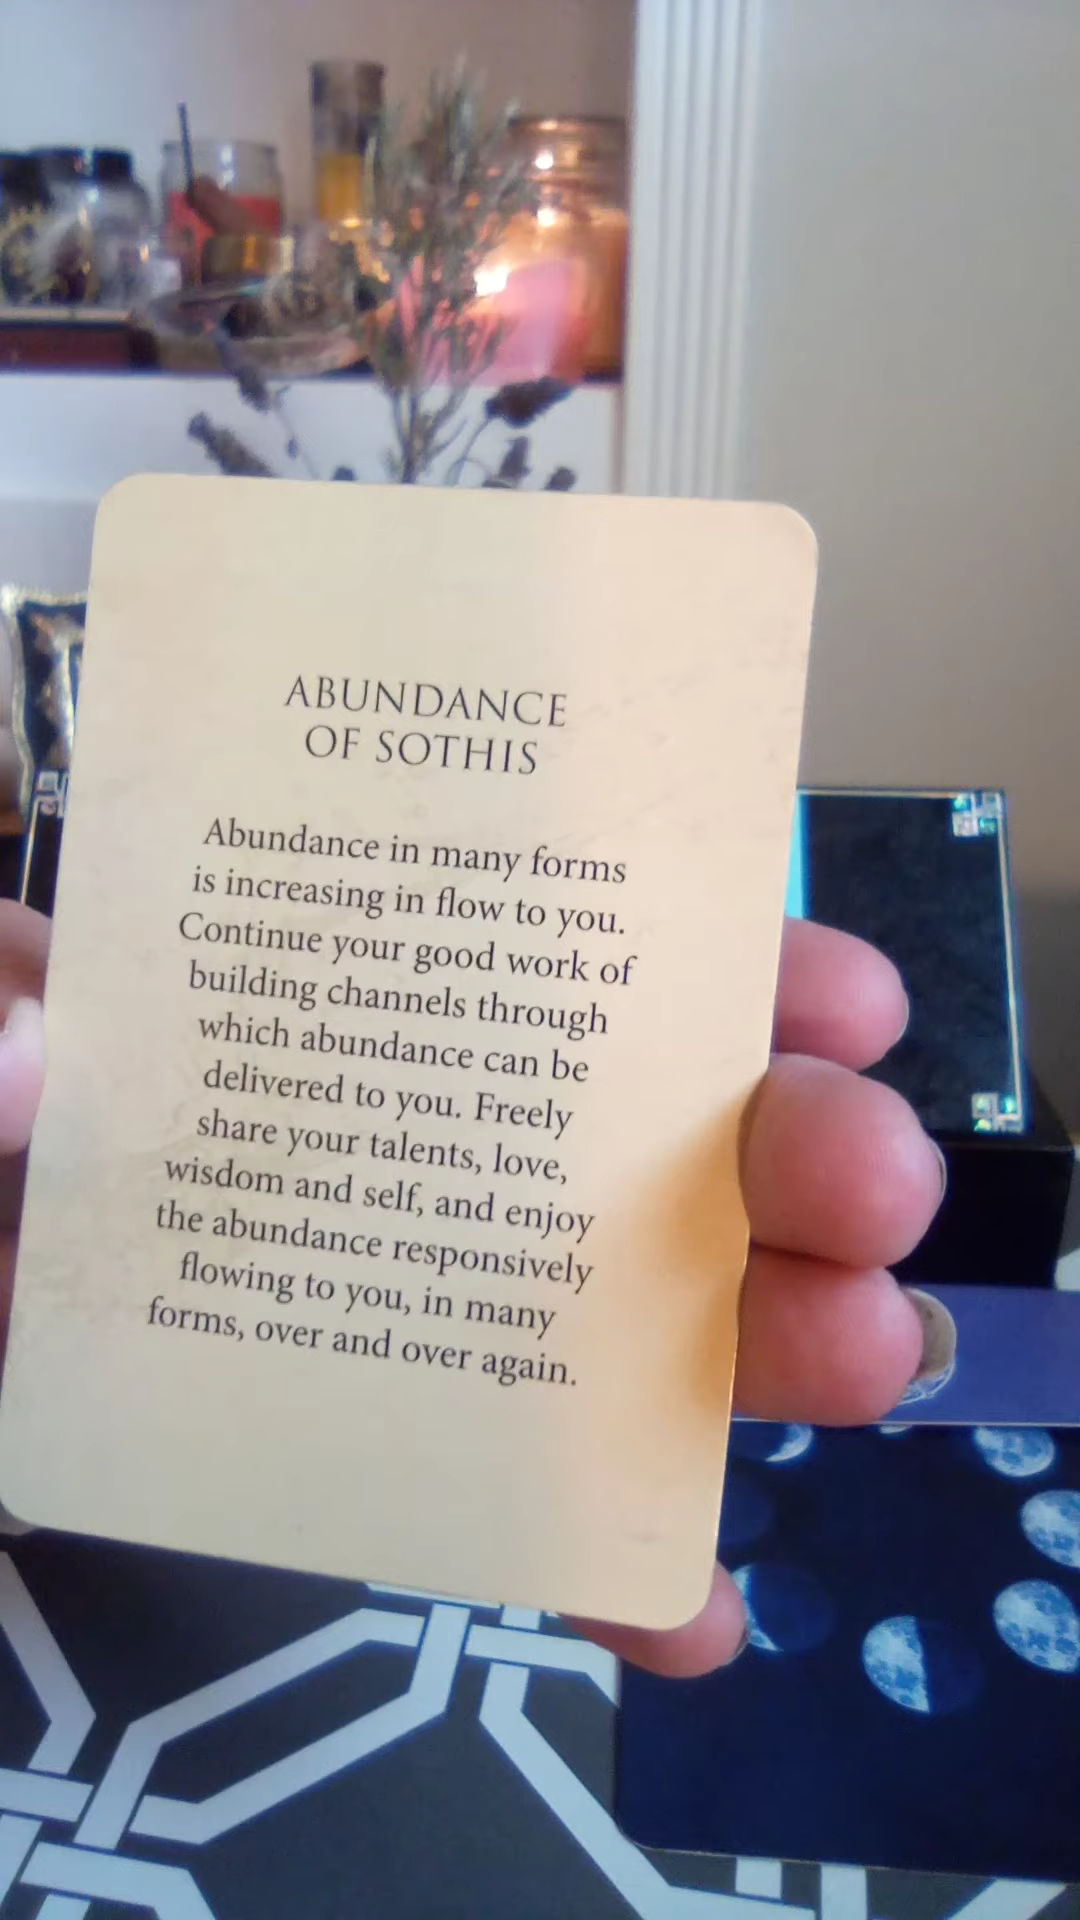 ABUNDANCE
OF SOTHIS
Abundance in many forms
is increasing in flow to you.
Continue your good work of
building channels through
which abundance can be
delivered to you. Freely
share your talents, love,
wisdom and self, and enjoy
the abundance responsively
flowing to you, in many
forms, over and over again.